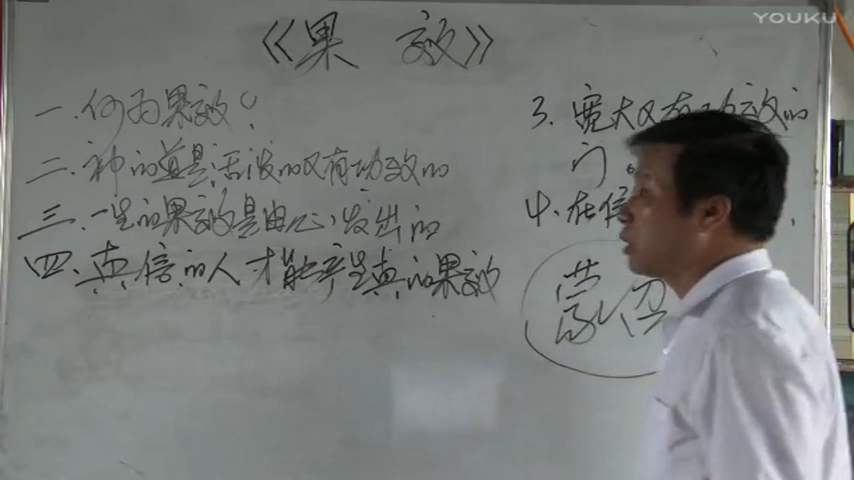 YOUKU
《果 效》
一.何为果效?
二.神的道是活泼的又有功效的
三.一生的果效是由心发出的
四.真信的人才能产生真的果效
3.宽大又有功效的
门。
4.在信
蒙召